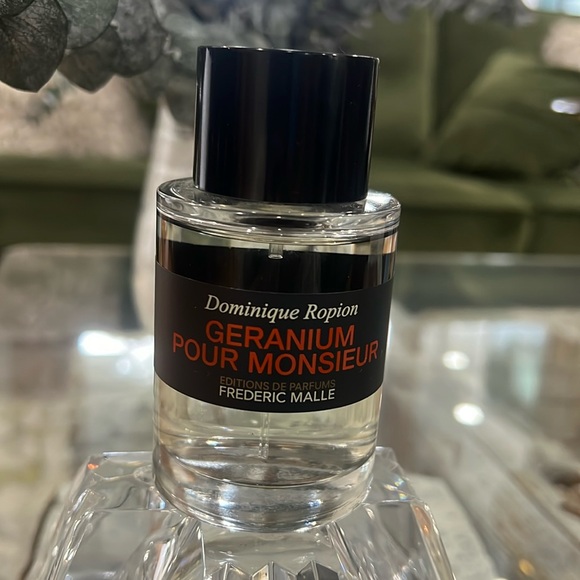 Dominique Ropion
GERANIUM
POUR MONSIEUR
EDITIONS DE PARFUMS
FREDERIC MALLE